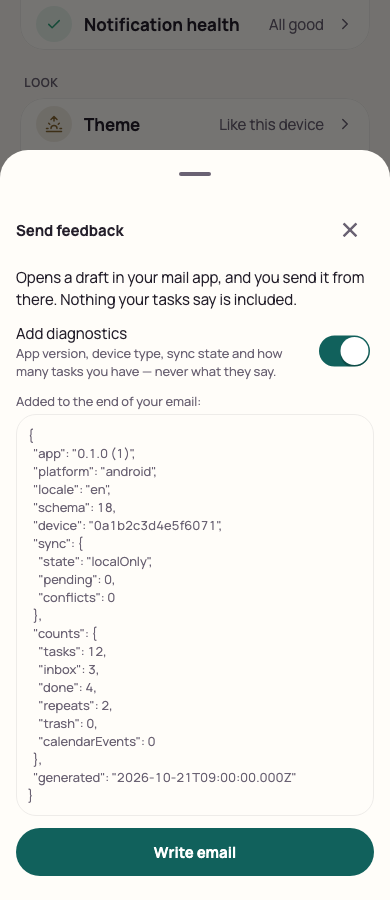 Notification health
All good
LOOK
Theme
Like this device
Send feedback
Opens a draft in your mail app, and you send it from
there. Nothing your tasks say is included.
Add diagnostics
App version, device type, sync state and how
many tasks you have — never what they say.
Added to the end of your email:
{
"app": "0.1.0 (1)",
"platform": "android",
"locale": "en",
"schema": 18,
"device": "0a1b2c3d4e5f6071",
"sync": {
"state": "localOnly",
"pending": 0,
"conflicts": 0
},
"counts": {
"tasks": 12,
"inbox": 3,
"done": 4,
"repeats": 2,
"trash": 0,
"calendarEvents": 0
},
"generated": "2026-10-21T09:00:00.000Z"
}
Write email